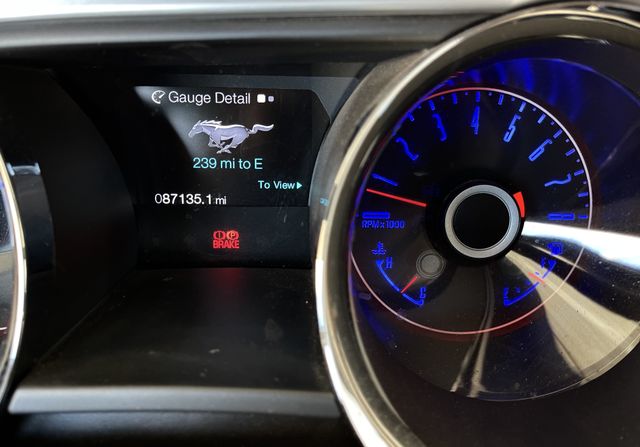 Gauge Detail
239 mi to E
To View
087135.1 mi
P
BRAKE
2 3 4 5 6 7
RPM x1000
H
C
F
E